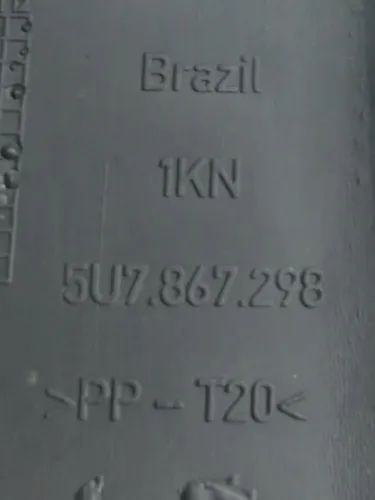 Brazil
1KN
5U7.867.298
>PP-T20<